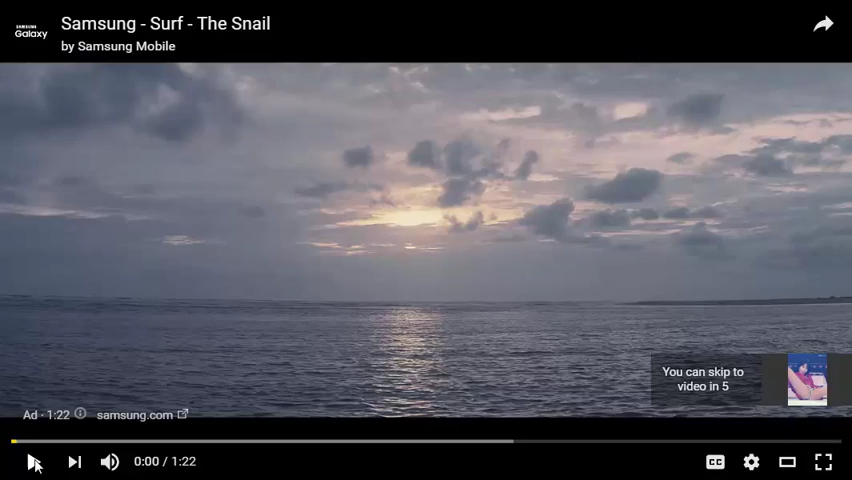 SAMSUNG
Galaxy
Samsung - Surf - The Snail
by Samsung Mobile
You can skip to
video in 5
Ad · 1:22
samsung.com
0:00 / 1:22
CC